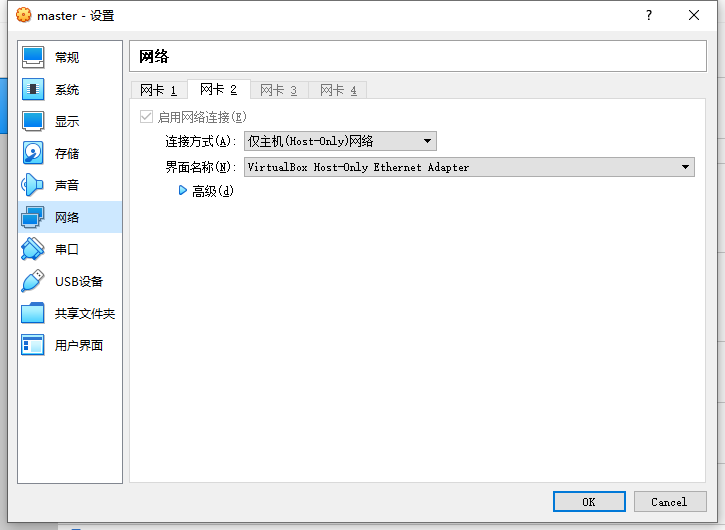 master - 设置
?
常规
系统
显示
存储
声音
网络
串口
USB设备
共享文件夹
用户界面
网络
网卡 1 网卡 2 网卡 3 网卡 4
启用网络连接(E)
连接方式(A): 仅主机(Host-Only)网络
界面名称(N): VirtualBox Host-Only Ethernet Adapter
高级(d)
OK Cancel